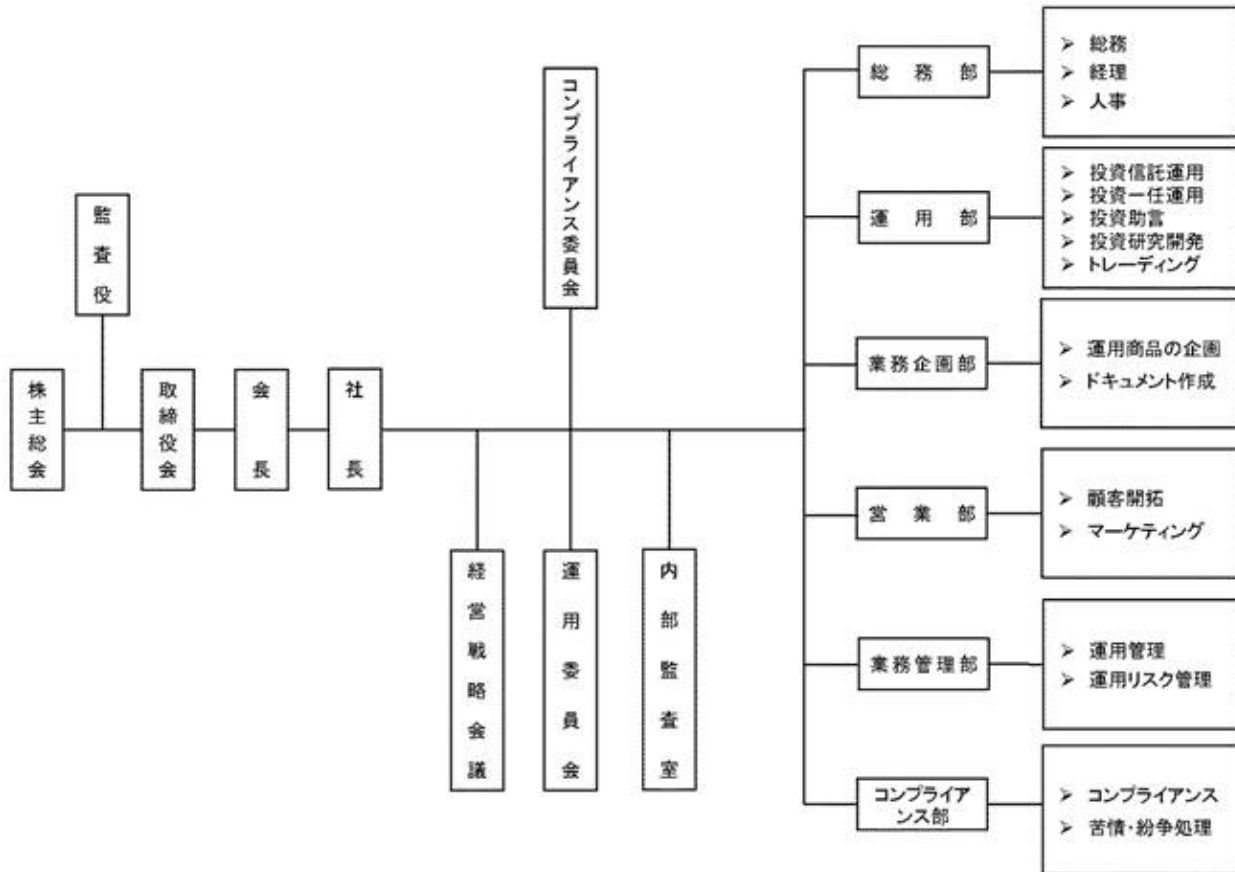 株主総会
監査役
取締役会
会長
社長
コンプライアンス委員会
経営戦略会議
運用委員会
内部監査室
総務部
➢ 総務
➢ 経理
➢ 人事
運用部
➢ 投資信託運用
➢ 投資一任運用
➢ 投資助言
➢ 投資研究開発
➢ トレーディング
業務企画部
➢ 運用商品の企画
➢ ドキュメント作成
営業部
➢ 顧客開拓
➢ マーケティング
業務管理部
➢ 運用管理
➢ 運用リスク管理
コンプライア
ンス部
➢ コンプライアンス
➢ 苦情・紛争処理